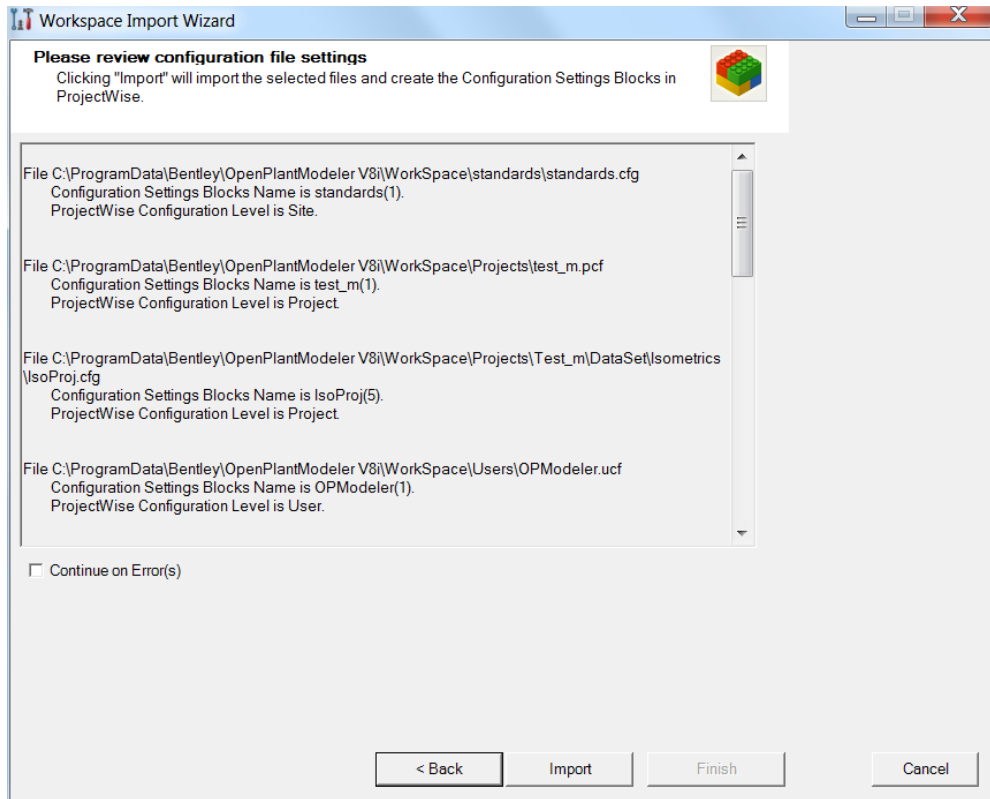 Workspace Import Wizard
Please review configuration file settings
Clicking "Import" will import the selected files and create the Configuration Settings Blocks in
ProjectWise.
File C:\ProgramData\Bentley\OpenPlantModeler V8i\WorkSpace\standards\standards.cfg
Configuration Settings Blocks Name is standards(1).
ProjectWise Configuration Level is Site.
File C:\ProgramData\Bentley\OpenPlantModeler V8i\WorkSpace\Projects\test_m.pcf
Configuration Settings Blocks Name is test_m(1).
ProjectWise Configuration Level is Project.
File C:\ProgramData\Bentley\OpenPlantModeler V8i\WorkSpace\Projects\Test_m\DataSet\Isometrics
\IsoProj.cfg
Configuration Settings Blocks Name is IsoProj(5).
ProjectWise Configuration Level is Project.
File C:\ProgramData\Bentley\OpenPlantModeler V8i\WorkSpace\Users\OPModeler.ucf
Configuration Settings Blocks Name is OPModeler(1).
ProjectWise Configuration Level is User.
Continue on Error(s)
< Back Import Finish Cancel